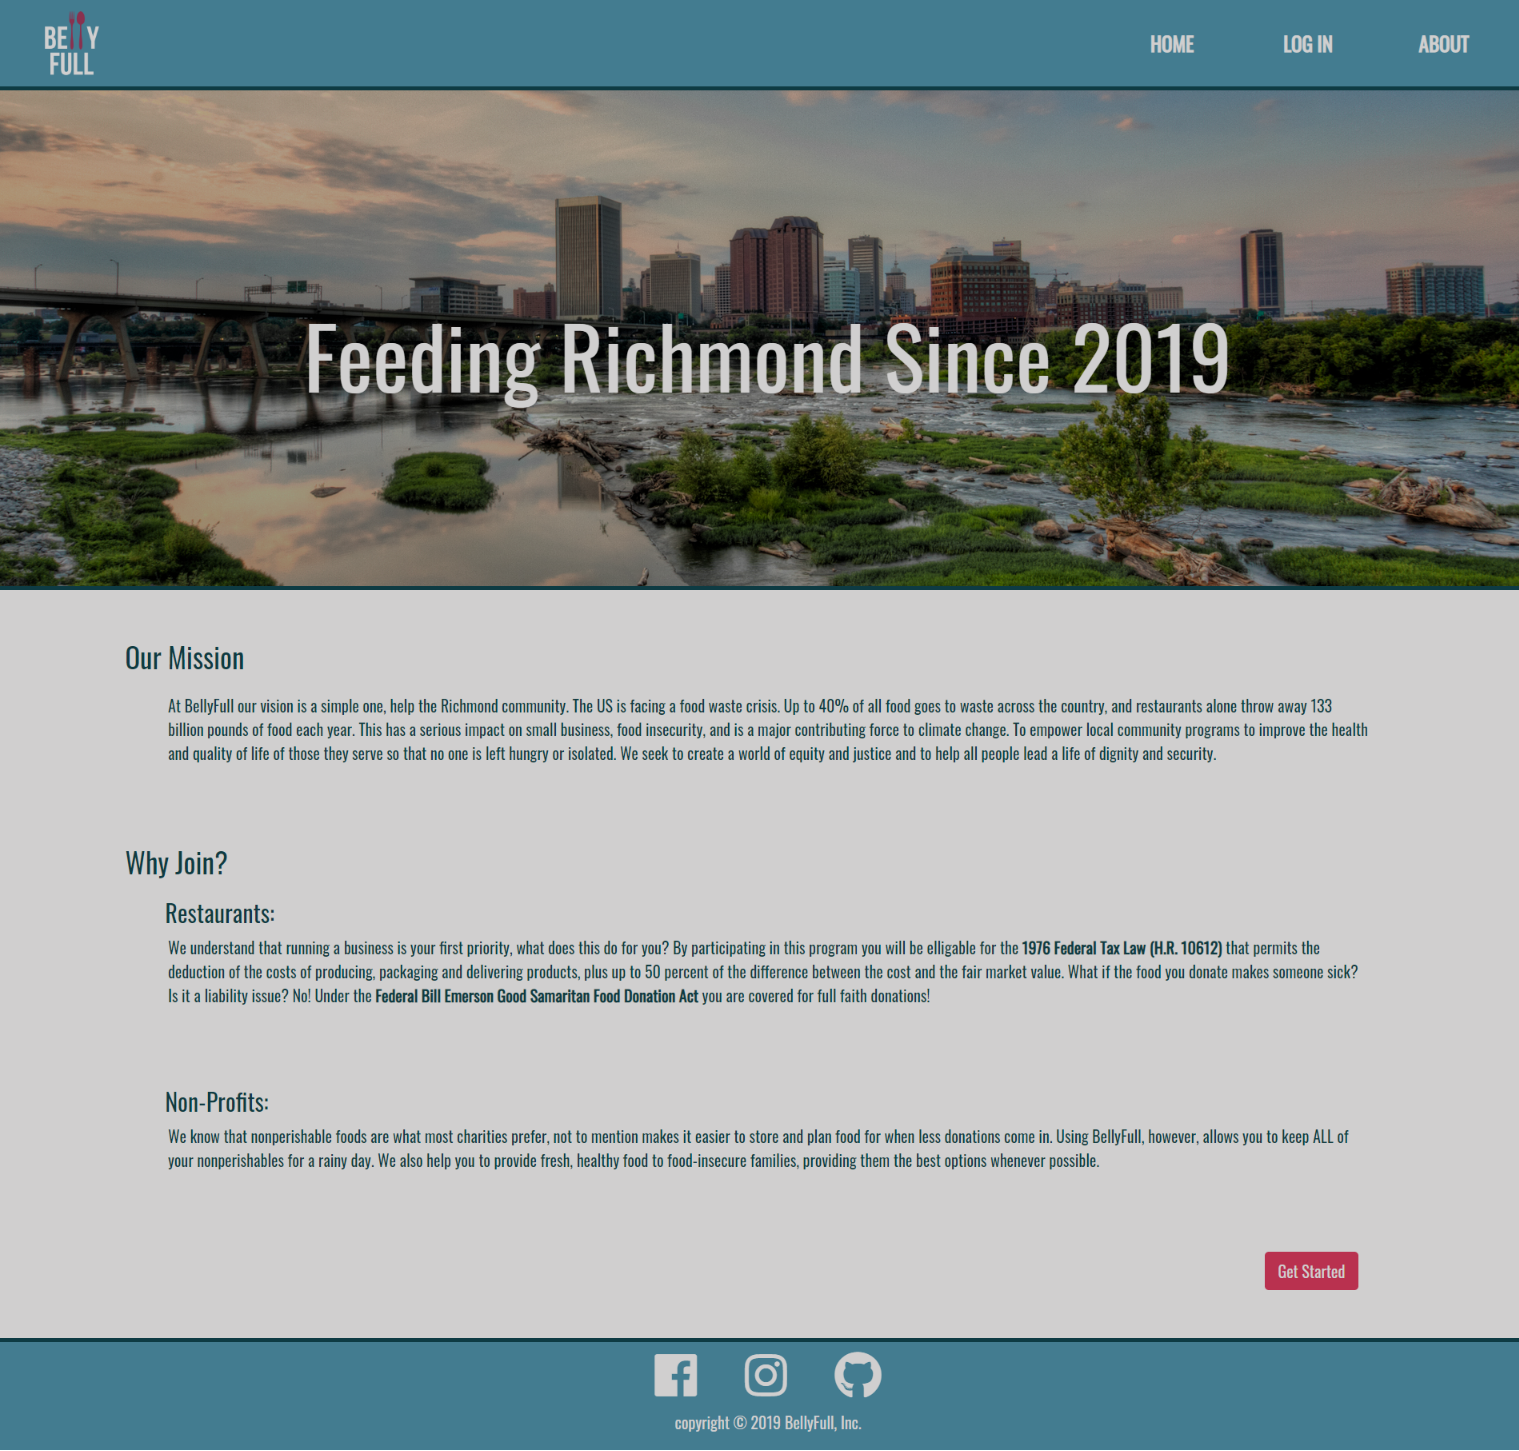 BELLY
FULL
HOME
LOG IN
ABOUT
Feeding Richmond Since 2019
Our Mission
At BellyFull our vision is a simple one, help the Richmond community. The US is facing a food waste crisis. Up to 40% of all food goes to waste across the country, and restaurants alone throw away 133
billion pounds of food each year. This has a serious impact on small business, food insecurity, and is a major contributing force to climate change. To empower local community programs to improve the health
and quality of life of those they serve so that no one is left hungry or isolated. We seek to create a world of equity and justice and to help all people lead a life of dignity and security.
Why Join?
Restaurants:
We understand that running a business is your first priority, what does this do for you? By participating in this program you will be elligable for the 1976 Federal Tax Law (H.R. 10612) that permits the
deduction of the costs of producing, packaging and delivering products, plus up to 50 percent of the difference between the cost and the fair market value. What if the food you donate makes someone sick?
Is it a liability issue? No! Under the Federal Bill Emerson Good Samaritan Food Donation Act you are covered for full faith donations!
Non-Profits:
We know that nonperishable foods are what most charities prefer, not to mention makes it easier to store and plan food for when less donations come in. Using BellyFull, however, allows you to keep ALL of
your nonperishables for a rainy day. We also help you to provide fresh, healthy food to food-insecure families, providing them the best options whenever possible.
Get Started
copyright © 2019 BellyFull, Inc.